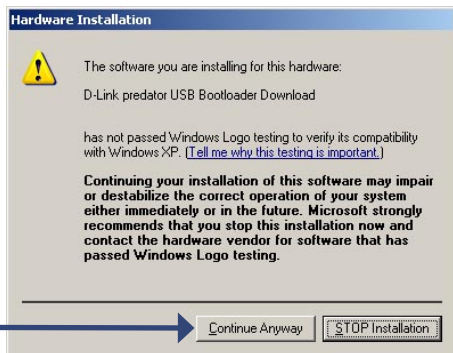 Hardware Installation
The software you are installing for this hardware:
D-Link predator USB Bootloader Download
has not passed Windows Logo testing to verify its compatibility
with Windows XP. (Tell me why this testing is important.)
Continuing your installation of this software may impair
or destabilize the correct operation of your system
either immediately or in the future. Microsoft strongly
recommends that you stop this installation now and
contact the hardware vendor for software that has
passed Windows Logo testing.
Continue Anyway STOP Installation